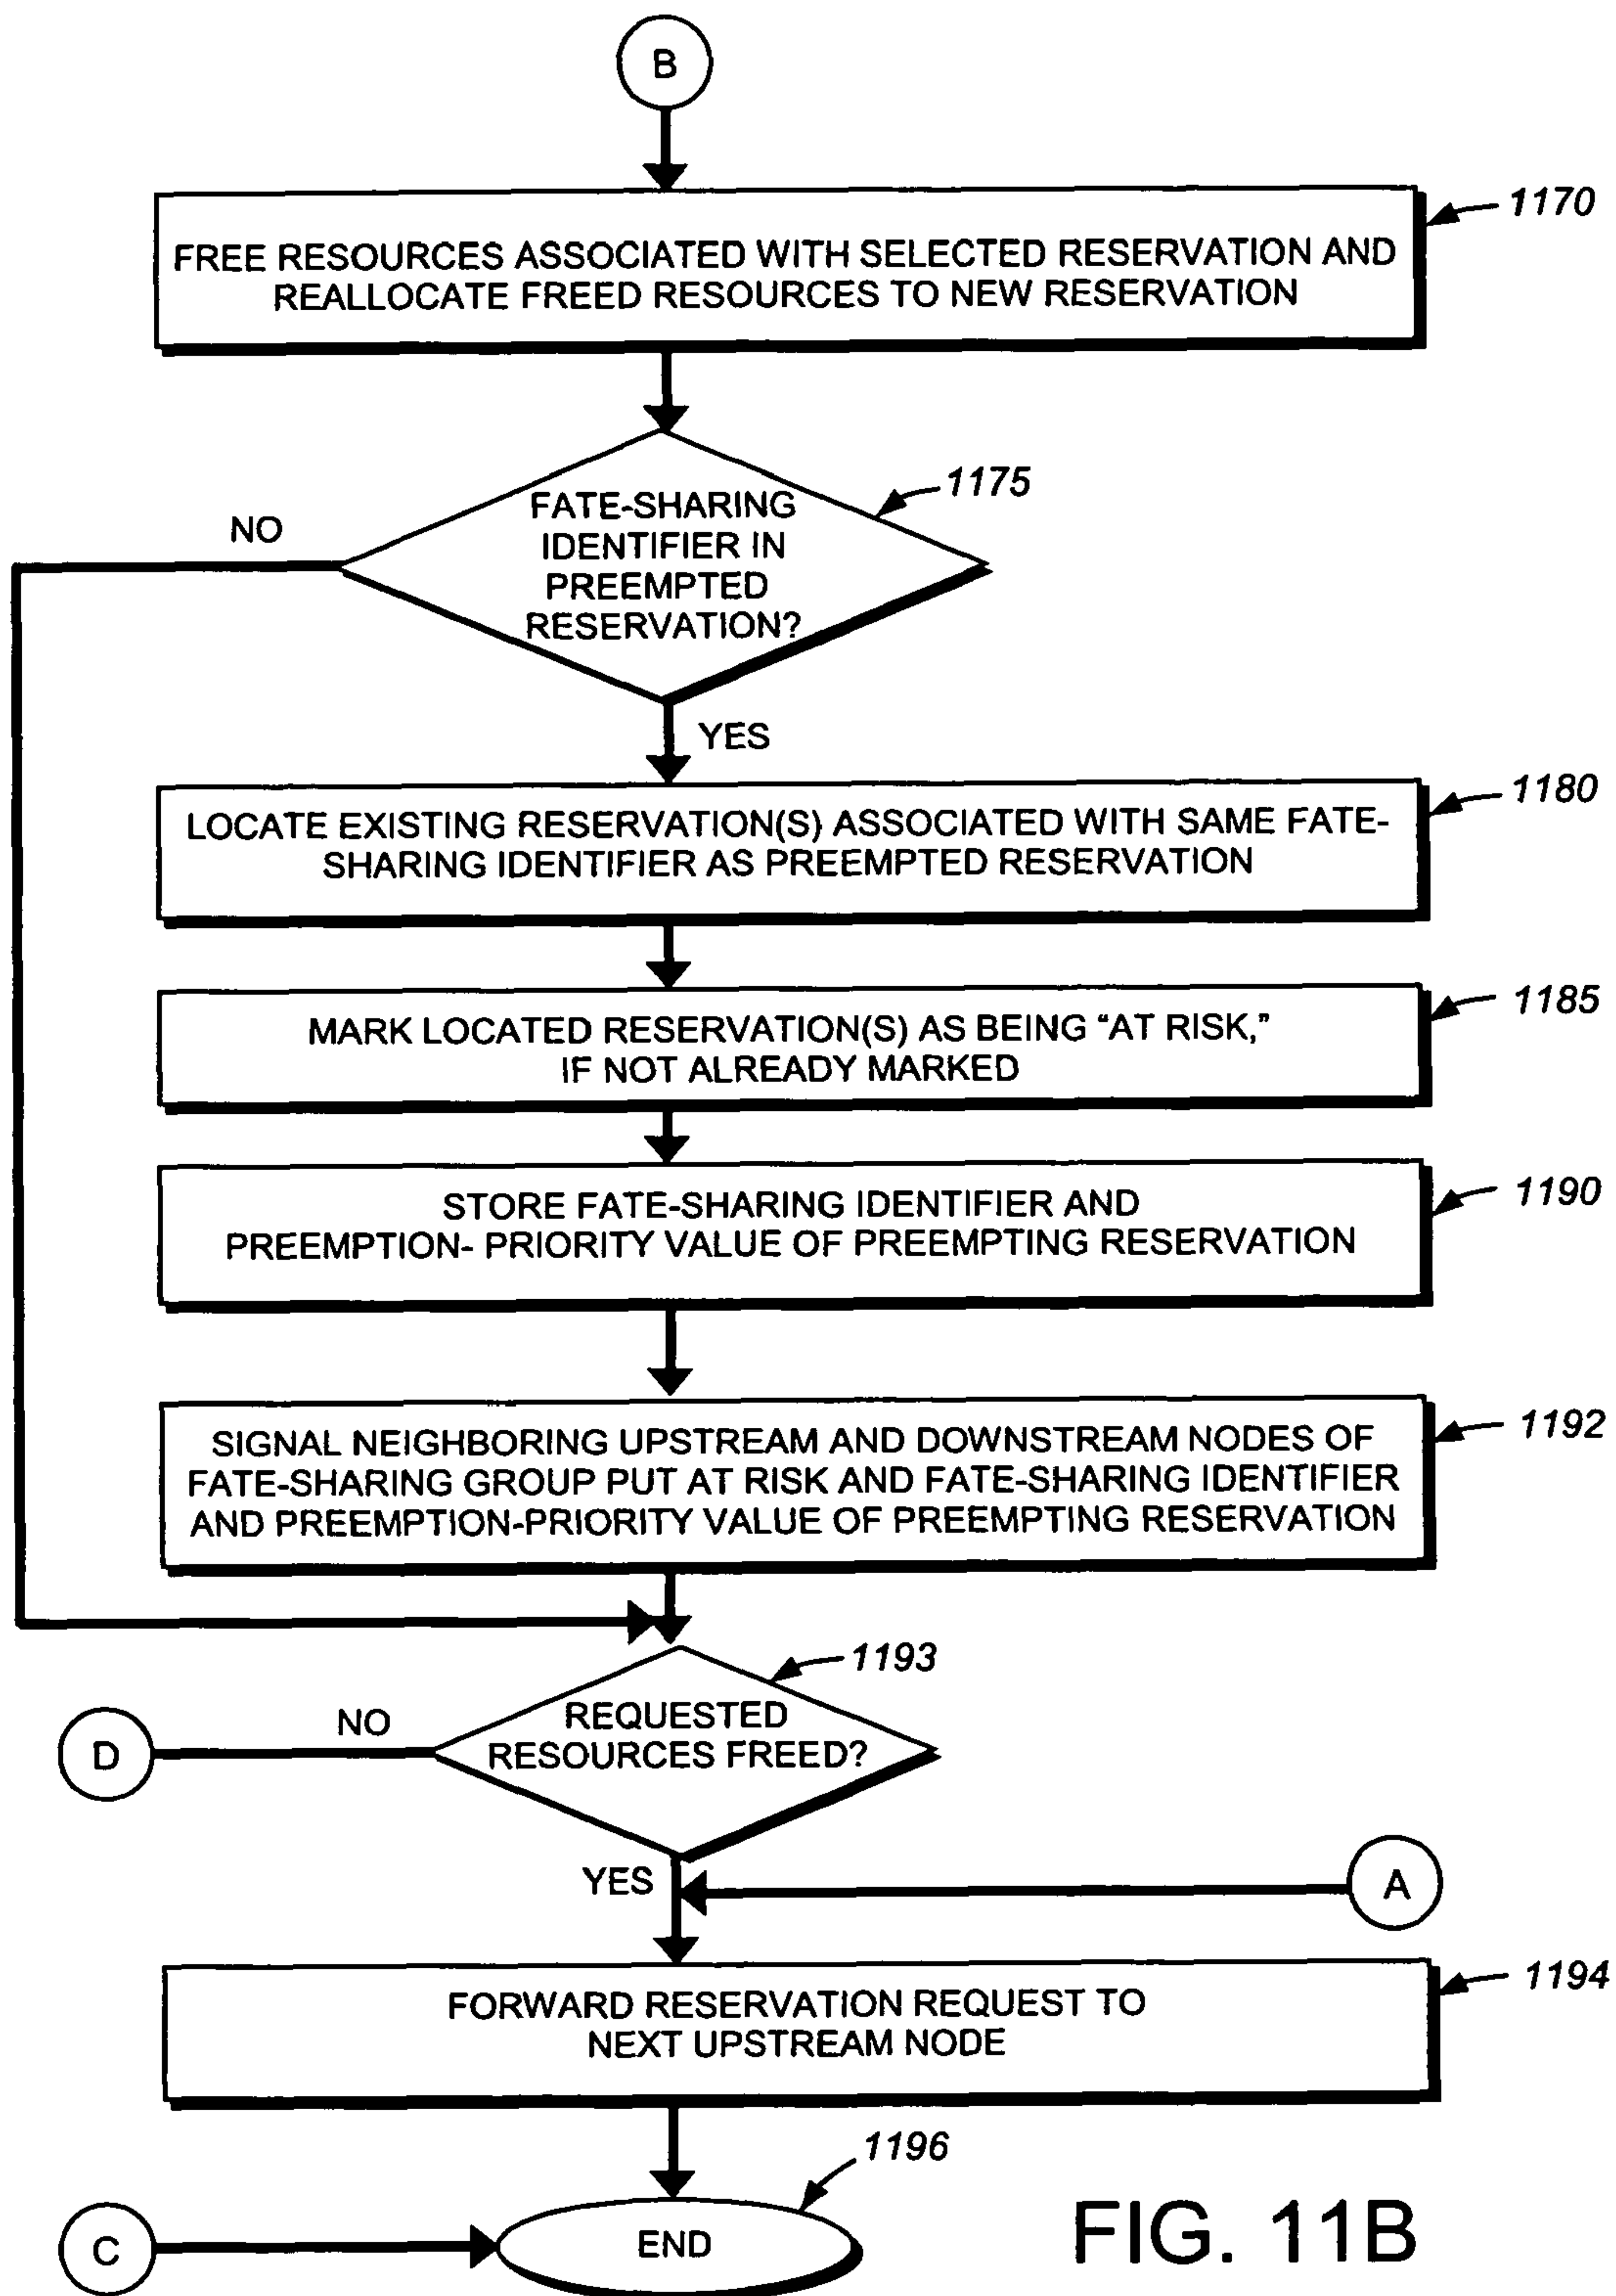 B
1170
FREE RESOURCES ASSOCIATED WITH SELECTED RESERVATION AND
REALLOCATE FREED RESOURCES TO NEW RESERVATION
1175
NO
FATE-SHARING
IDENTIFIER IN
PREEMPTED
RESERVATION?
YES
1180
LOCATE EXISTING RESERVATION(S) ASSOCIATED WITH SAME FATE-
SHARING IDENTIFIER AS PREEMPTED RESERVATION
1185
MARK LOCATED RESERVATION(S) AS BEING “AT RISK,”
IF NOT ALREADY MARKED
1190
STORE FATE-SHARING IDENTIFIER AND
PREEMPTION- PRIORITY VALUE OF PREEMPTING RESERVATION
1192
SIGNAL NEIGHBORING UPSTREAM AND DOWNSTREAM NODES OF
FATE-SHARING GROUP PUT AT RISK AND FATE-SHARING IDENTIFIER
AND PREEMPTION-PRIORITY VALUE OF PREEMPTING RESERVATION
1193
D
NO
REQUESTED
RESOURCES FREED?
YES
A
1194
FORWARD RESERVATION REQUEST TO
NEXT UPSTREAM NODE
1196
C
END
FIG. 11B